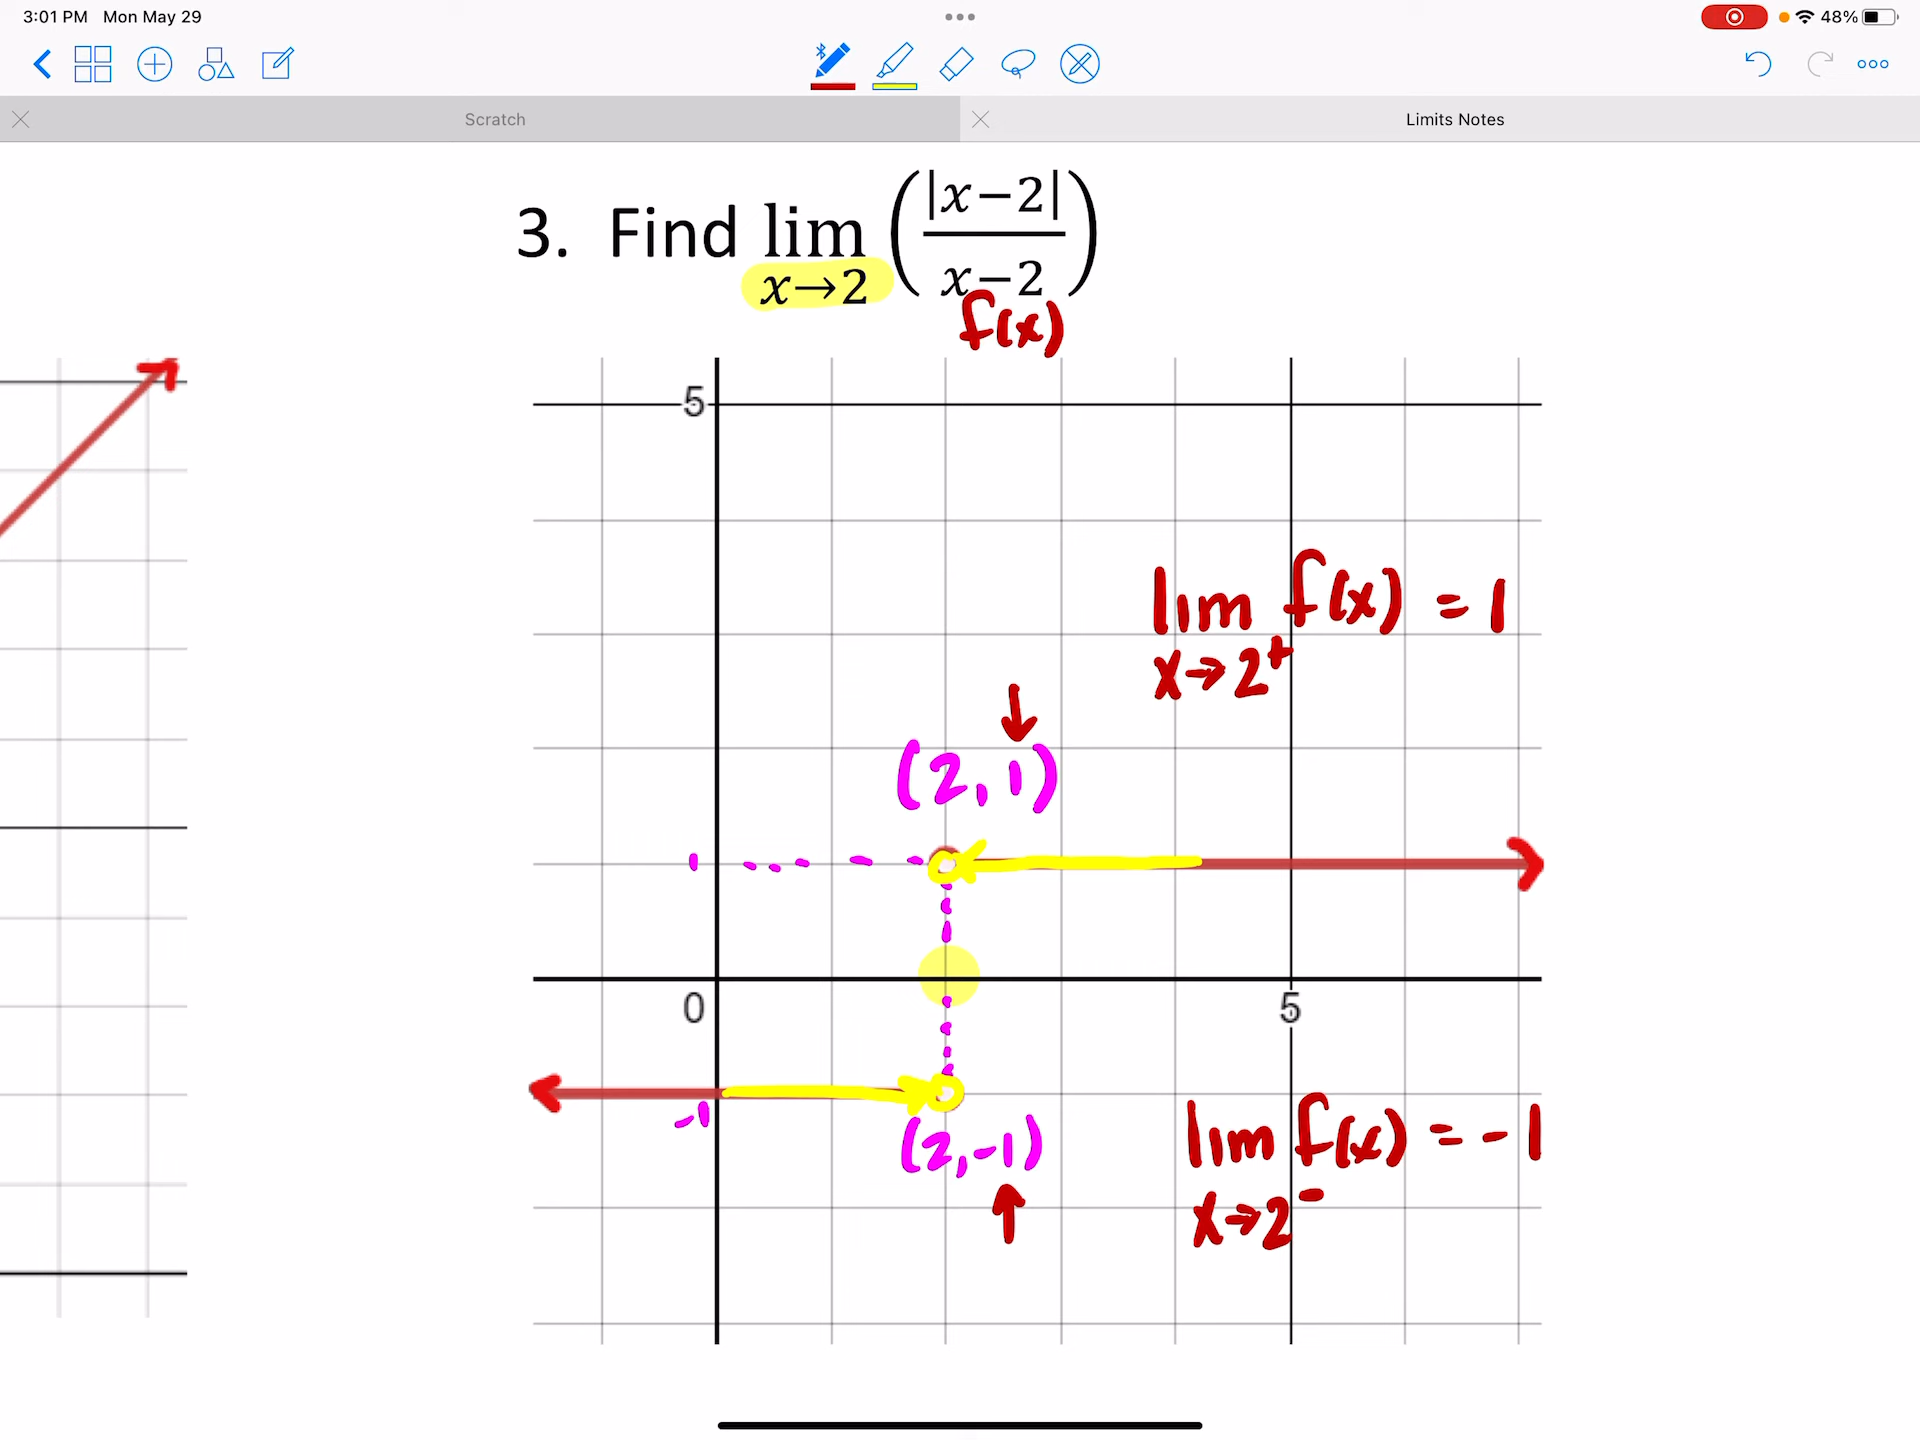 3:01 PM Mon May 29
48%
Scratch
Limits Notes
3. Find lim x→2 (|x−2| / x−2)
f(x)
5
lim f(x) = 1
x→2⁺
(2, 1)
1
0
5
-1
(2, -1)
lim f(x) = -1
x→2⁻